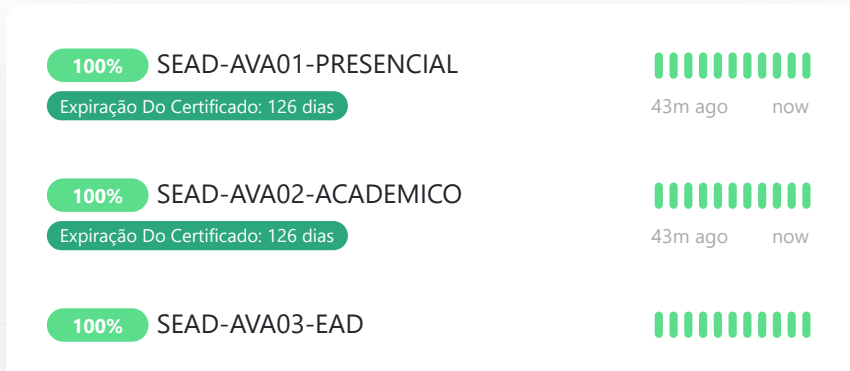 100% SEAD-AVA01-PRESENCIAL
Expiração Do Certificado: 126 dias
43m ago now
100% SEAD-AVA02-ACADEMICO
Expiração Do Certificado: 126 dias
43m ago now
100% SEAD-AVA03-EAD